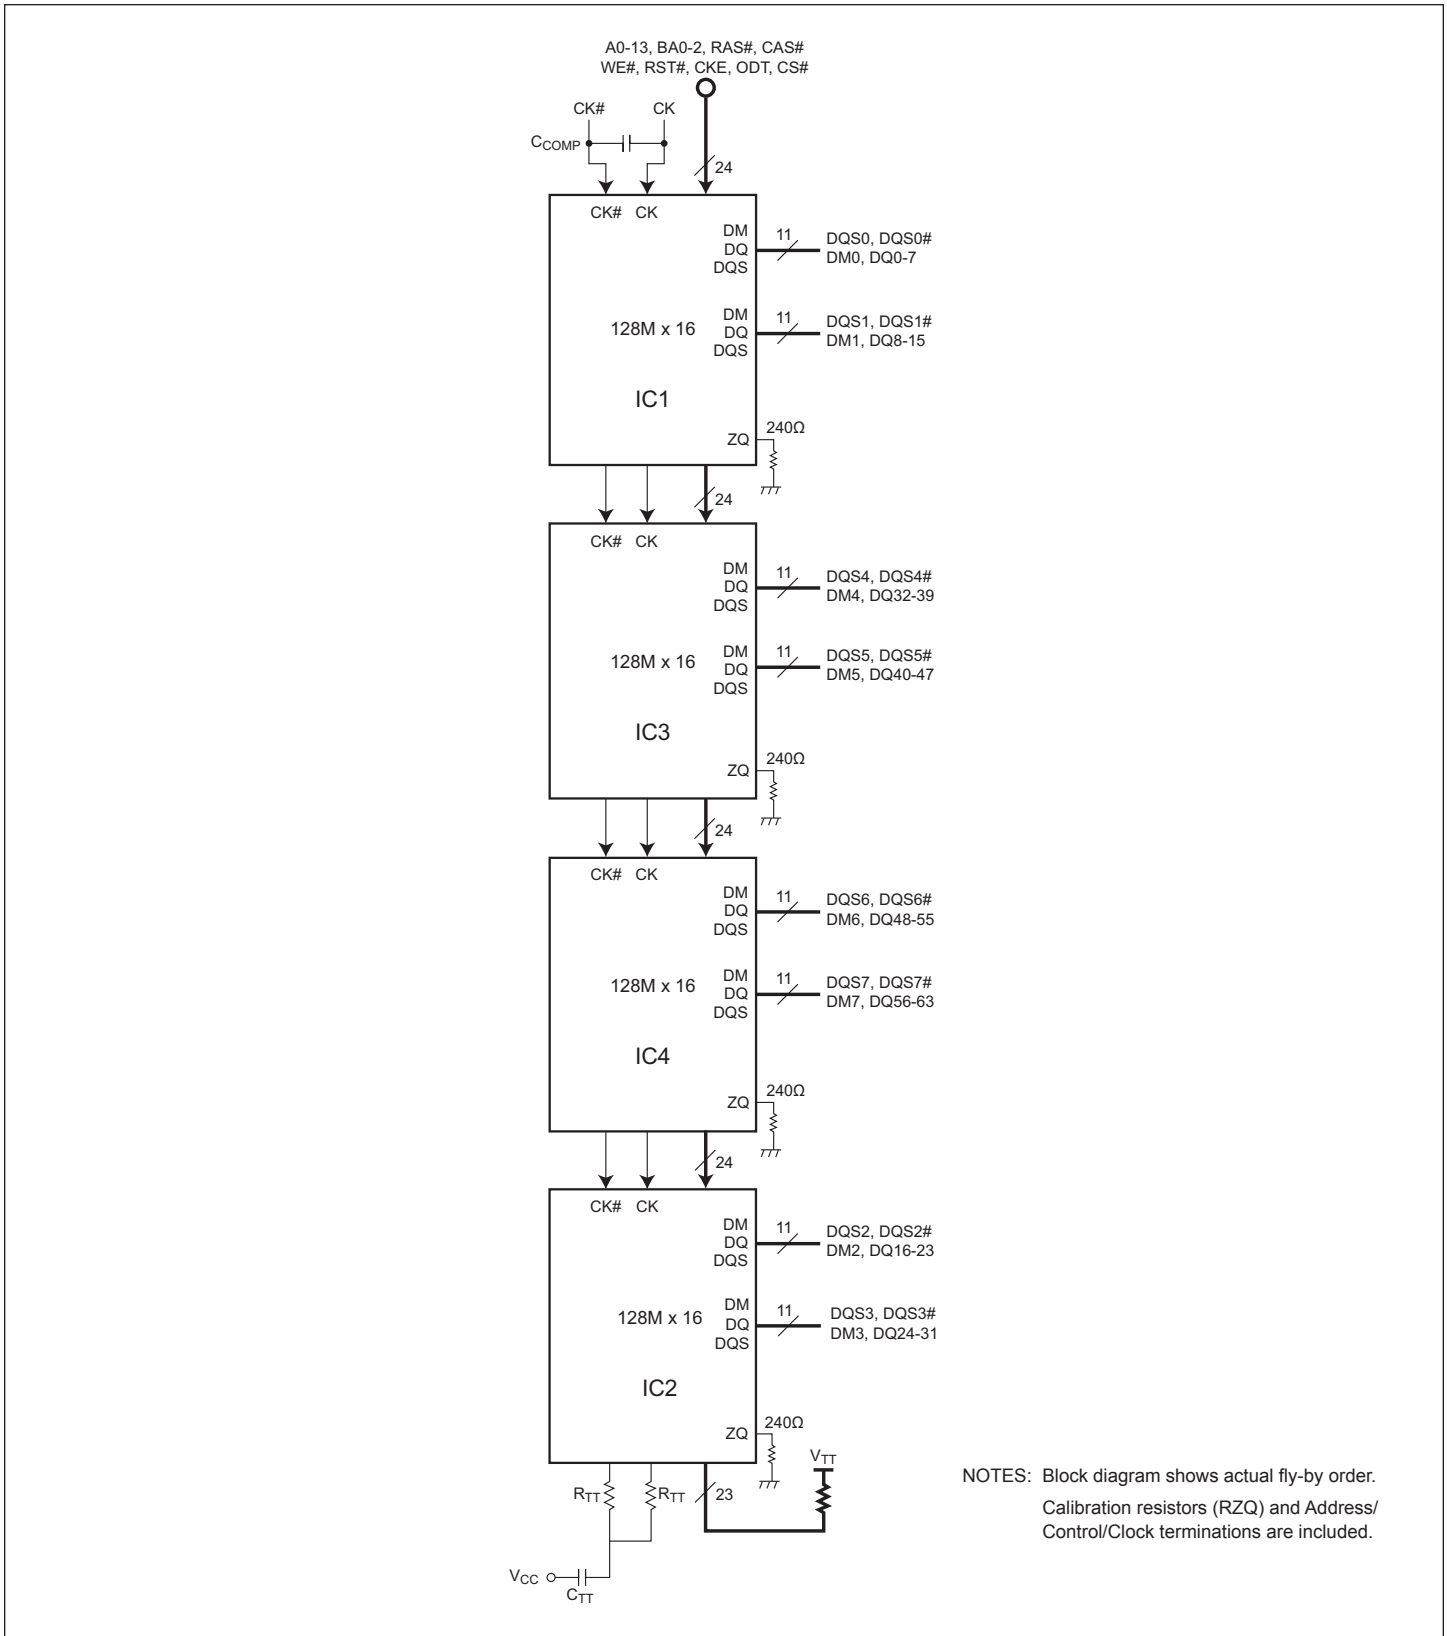 A0-13, BA0-2, RAS#, CAS#
WE#, RST#, CKE, ODT, CS#
CK# CK
CCOMP
24
CK# CK
DM
DQ
DQS
11
DQS0, DQS0#
DM0, DQ0-7
128M x 16
DM
DQ
DQS
11
DQS1, DQS1#
DM1, DQ8-15
IC1
ZQ
240Ω
24
CK# CK
DM
DQ
DQS
11
DQS4, DQS4#
DM4, DQ32-39
128M x 16
DM
DQ
DQS
11
DQS5, DQS5#
DM5, DQ40-47
IC3
ZQ
240Ω
24
CK# CK
DM
DQ
DQS
11
DQS6, DQS6#
DM6, DQ48-55
128M x 16
DM
DQ
DQS
11
DQS7, DQS7#
DM7, DQ56-63
IC4
ZQ
240Ω
24
CK# CK
DM
DQ
DQS
11
DQS2, DQS2#
DM2, DQ16-23
128M x 16
DM
DQ
DQS
11
DQS3, DQS3#
DM3, DQ24-31
IC2
ZQ
240Ω
VTT
RTT RTT
23
VCC
CTT
NOTES: Block diagram shows actual fly-by order.
Calibration resistors (RZQ) and Address/
Control/Clock terminations are included.